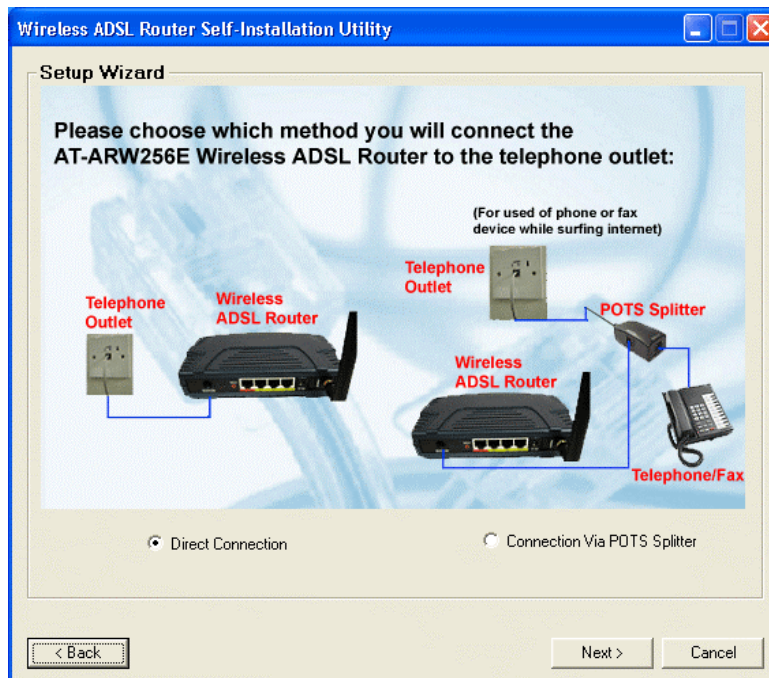 Wireless ADSL Router Self-Installation Utility
Setup Wizard
Please choose which method you will connect the
AT-ARW256E Wireless ADSL Router to the telephone outlet:
(For used of phone or fax
device while surfing internet)
Telephone
Outlet
POTS Splitter
Telephone
Outlet
Wireless
ADSL Router
Wireless
ADSL Router
Telephone/Fax
Direct Connection
Connection Via POTS Splitter
< Back
Next >
Cancel